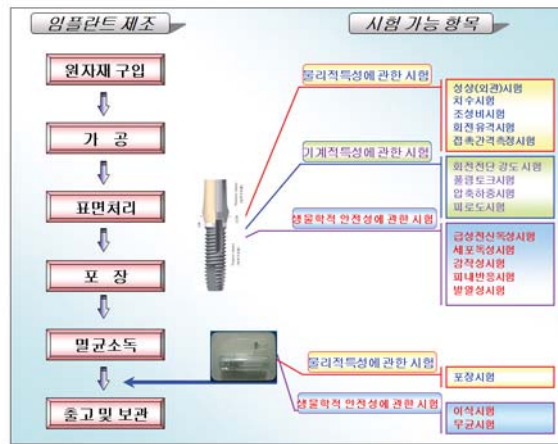 임플란트 제조
시험 가능 항목
원자재 구입
가 공
표면처리
포 장
멸균소독
출고 및 보관
물리적특성에 관한 시험
성상(외관)시험
치수시험
조성비시험
회전유격시험
접촉간격측정시험
기계적특성에 관한 시험
회전전단 강도 시험
풀림토크시험
압축하중시험
피로도시험
생물학적 안전성에 관한 시험
급성전신독성시험
세포독성시험
감작성시험
피내반응시험
발열성시험
물리적특성에 관한 시험
포장시험
생물학적 안전성에 관한 시험
이식시험
무균시험